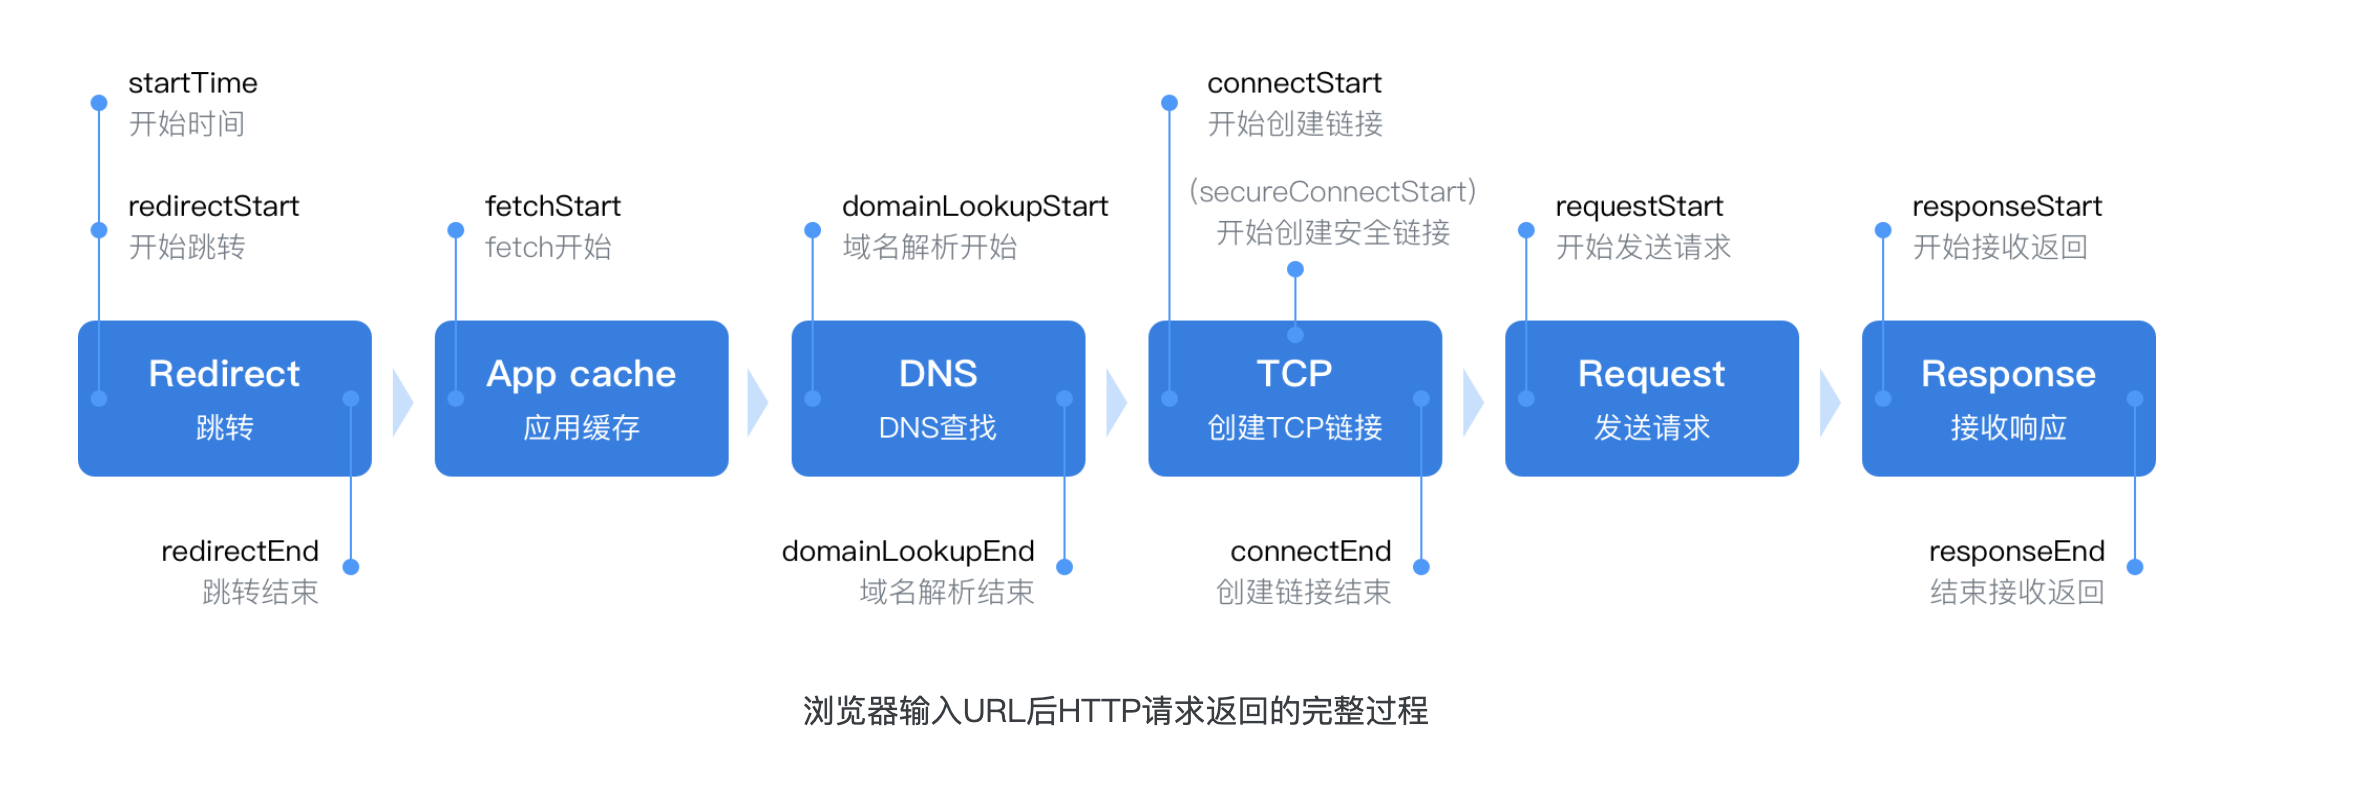 startTime
开始时间
redirectStart
开始跳转
fetchStart
fetch开始
domainLookupStart
域名解析开始
connectStart
开始创建链接
(secureConnectStart)
开始创建安全链接
requestStart
开始发送请求
responseStart
开始接收返回
Redirect
跳转
App cache
应用缓存
DNS
DNS查找
TCP
创建TCP链接
Request
发送请求
Response
接收响应
redirectEnd
跳转结束
domainLookupEnd
域名解析结束
connectEnd
创建链接结束
responseEnd
结束接收返回
浏览器输入URL后HTTP请求返回的完整过程